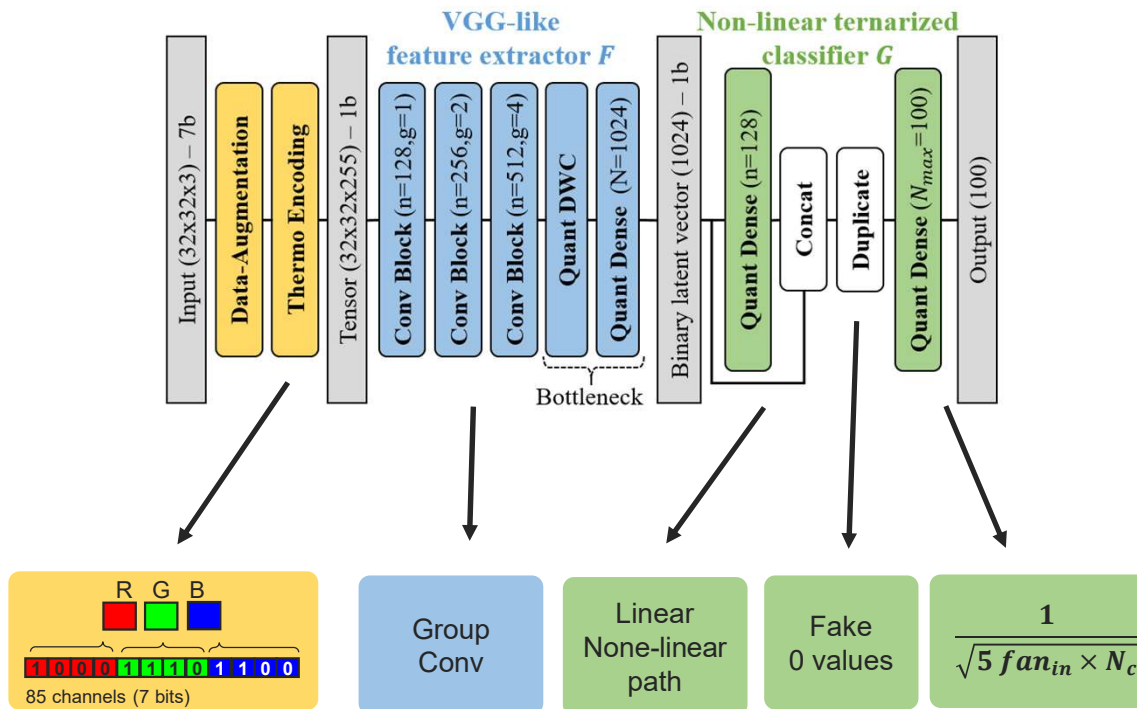 VGG-like
feature extractor F
Non-linear ternarized
classifier G
Input (32x32x3) – 7b
Data-Augmentation
Thermo Encoding
Tensor (32x32x255) – 1b
Conv Block (n=128,g=1)
Conv Block (n=256,g=2)
Conv Block (n=512,g=4)
Quant DWC
Quant Dense (N=1024)
Bottleneck
Binary latent vector (1024) – 1b
Quant Dense (n=128)
Concat
Duplicate
Quant Dense (N_max=100)
Output (100)
R G B
1 0 0 0 1 1 1 0 1 1 0 0
85 channels (7 bits)
Group
Conv
Linear
None-linear
path
Fake
0 values
1
√5 fan_in × N_c